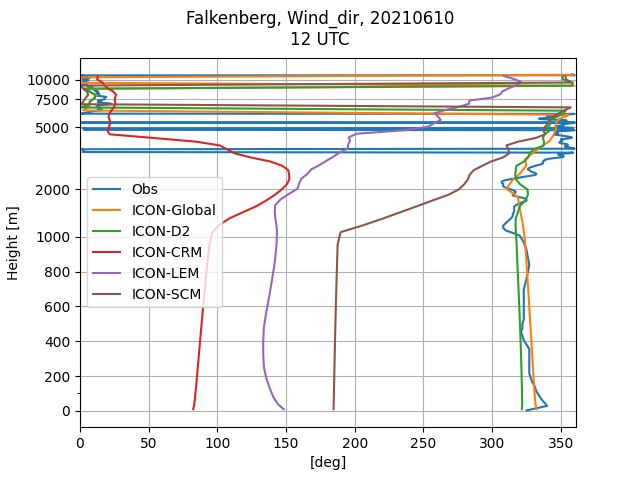 Falkenberg, Wind_dir, 20210610
12 UTC
Height [m]
10000
7500
5000
2000
1000
800
600
400
200
0
Obs
ICON-Global
ICON-D2
ICON-CRM
ICON-LEM
ICON-SCM
0 50 100 150 200 250 300 350
[deg]